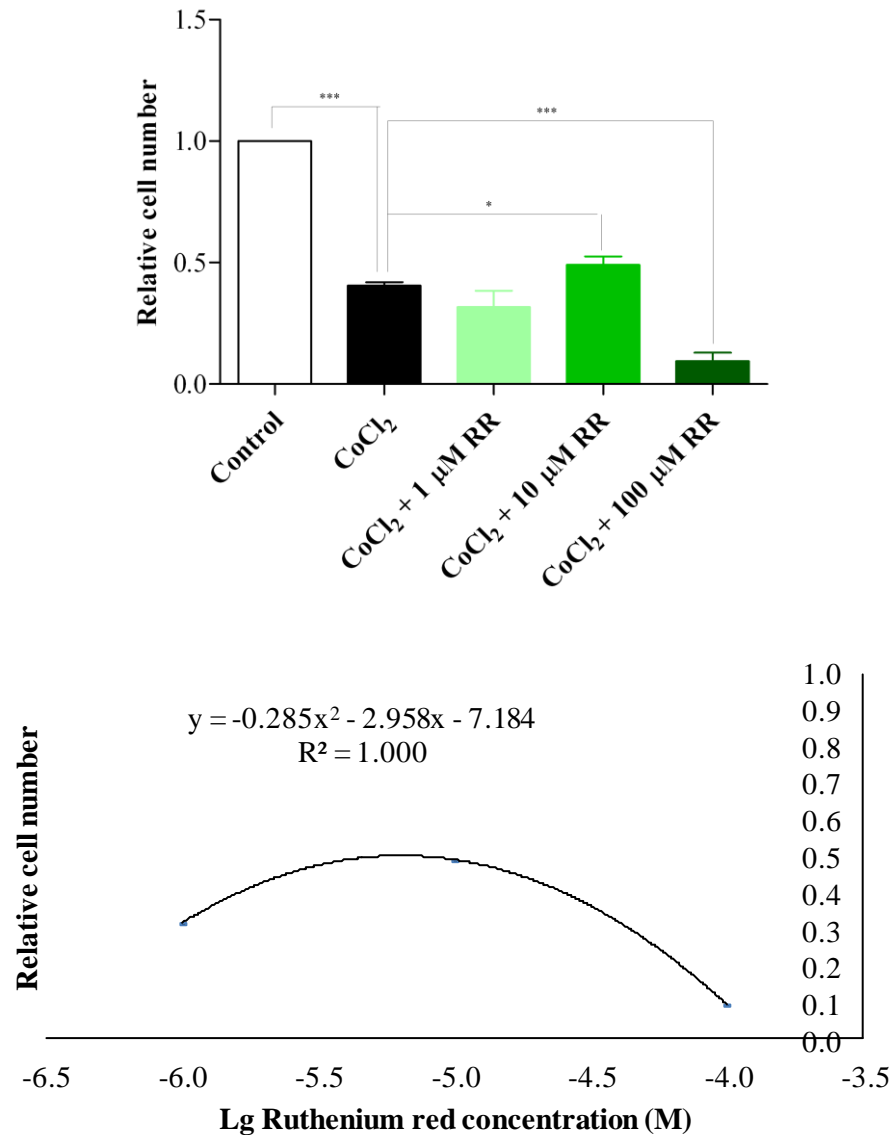 1.5
***
***
1.0
*
0.5
0.0
Relative cell number
Control
CoCl₂
CoCl₂ + 1 μM RR
CoCl₂ + 10 μM RR
CoCl₂ + 100 μM RR
y = -0.285x² - 2.958x - 7.184
R² = 1.000
Relative cell number
1.0
0.9
0.8
0.7
0.6
0.5
0.4
0.3
0.2
0.1
0.0
-6.5 -6.0 -5.5 -5.0 -4.5 -4.0 -3.5
Lg Ruthenium red concentration (M)